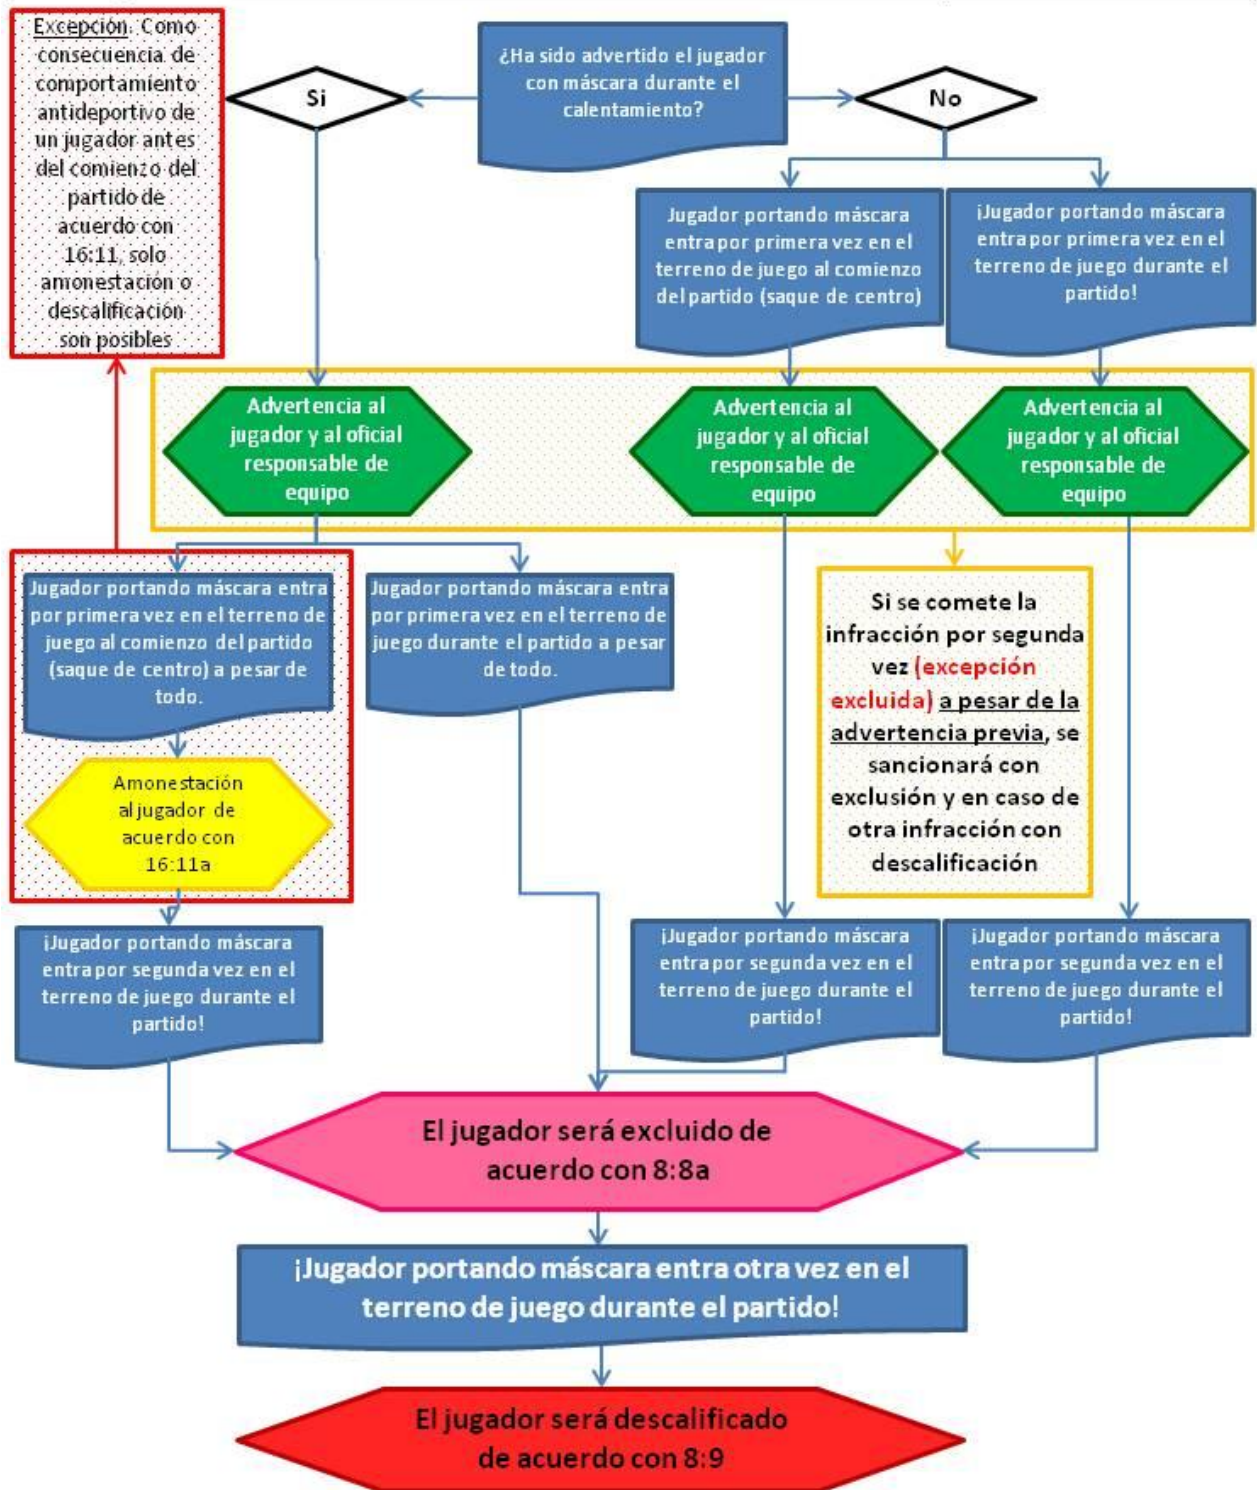 Excepción. Como
consecuencia de
comportamiento
antideportivo de
un jugador antes
del comienzo del
partido de
acuerdo con
16:11, solo
amonestación o
descalificación
son posibles
¿Ha sido advertido el jugador
con máscara durante el
calentamiento?
Si
No
Jugador portando máscara
entra por primera vez en el
terreno de juego al comienzo
del partido (saque de centro)
¡Jugador portando máscara
entra por primera vez en el
terreno de juego durante el
partido!
Advertencia al
jugador y al oficial
responsable de
equipo
Advertencia al
jugador y al oficial
responsable de
equipo
Advertencia al
jugador y al oficial
responsable de
equipo
Jugador portando máscara entra
por primera vez en el terreno de
juego al comienzo del partido
(saque de centro) a pesar de
todo.
Jugador portando máscara entra
por primera vez en el terreno de
juego durante el partido a pesar
de todo.
Si se comete la
infracción por segunda
vez (excepción
excluida) a pesar de la
advertencia previa, se
sancionará con
exclusión y en caso de
otra infracción con
descalificación
Amonestación
al jugador de
acuerdo con
16:11a
¡Jugador portando máscara
entra por segunda vez en el
terreno de juego durante el
partido!
¡Jugador portando máscara
entra por segunda vez en el
terreno de juego durante el
partido!
¡Jugador portando máscara
entra por segunda vez en el
terreno de juego durante el
partido!
El jugador será excluido de
acuerdo con 8:8a
¡Jugador portando máscara entra otra vez en el
terreno de juego durante el partido!
El jugador será descalificado
de acuerdo con 8:9